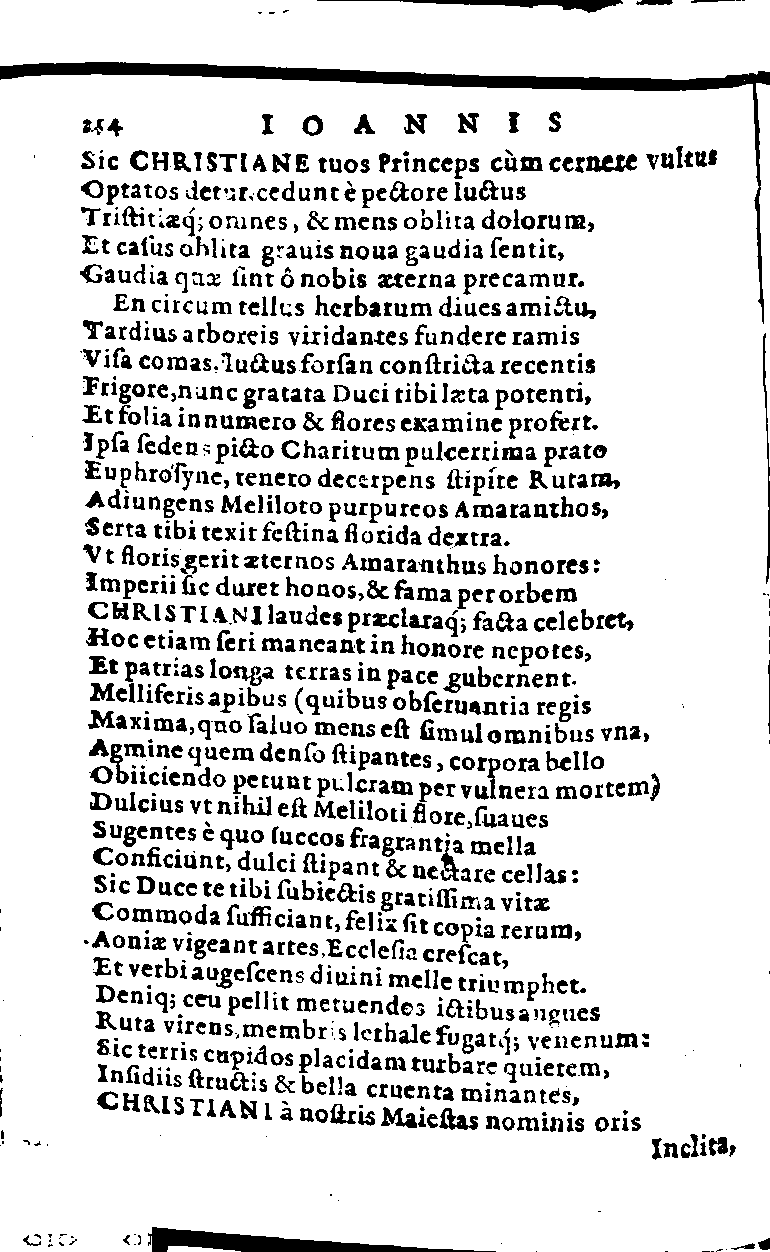 254 IOANNIS
Sic CHRISTIANE tuos Princeps cùm cernere vultus
Optatos detur, cedunt è pectore luctus
Tristitiæq́; omnes, & mens oblita dolorum,
Et casus oblita grauis noua gaudia sentit,
Gaudia quæ sint ô nobis æterna precamur.
En circum tellus herbarum diues amictu,
Tardius arboreis viridantes fundere ramis
Visa comas, luctus forsan constricta recentis
Frigore, nunc gratata Duci tibi læta potenti,
Et folia innumero & flores examine profert.
Ipsa sedens picto Charitum pulcerrima prato
Euphrosyne, tenero decerpens stipite Rutam,
Adiungens Meliloto purpureos Amaranthos,
Serta tibi texit festina florida dextra.
Vt floris gerit æternos Amaranthus honores:
Imperii sic duret honos, & fama per orbem
CHRISTIANI laudes præclaraq́; facta celebret,
Hoc etiam seri maneant in honore nepotes,
Et patrias longa terras in pace gubernent.
Melliferis apibus (quibus obseruantia regis
Maxima, quo saluo mens est simul omnibus vna,
Agmine quem denso stipantes, corpora bello
Obiiciendo petunt pulcram per vulnera mortem)
Dulcius vt nihil est Meliloti flore, suaues
Sugentes è quo succos fragrantia mella
Conficiunt, dulci stipant & nectare cellas:
Sic Duce te tibi subiectis gratissima vitæ
Commoda sufficiant, felix sit copia rerum,
Aoniæ vigeant artes, Ecclesia crescat,
Et verbi augescens diuini melle triumphet.
Deniq; ceu pellit metuendos ictibus angues
Ruta virens, membris lethale fugatq́; venenum:
Sic terris cupidos placidam turbare quietem,
Insidiis structis & bella cruenta minantes,
CHRISTIANI à nostris Maiestas nominis oris
Inclita,